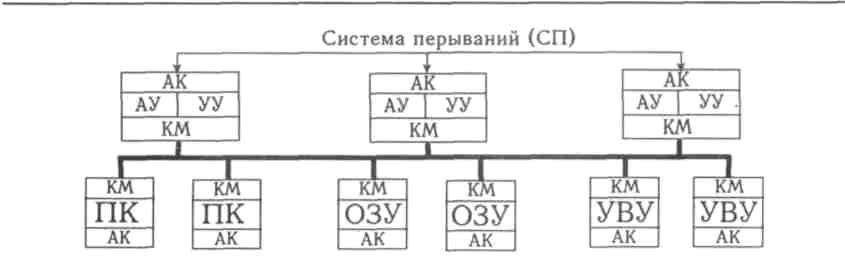 Система перываний (СП)
АК АК АК
АУ УУ АУ УУ АУ УУ
КМ КМ КМ
КМ КМ КМ КМ КМ КМ
ПК ПК ОЗУ ОЗУ УВУ УВУ
АК АК АК АК АК АК